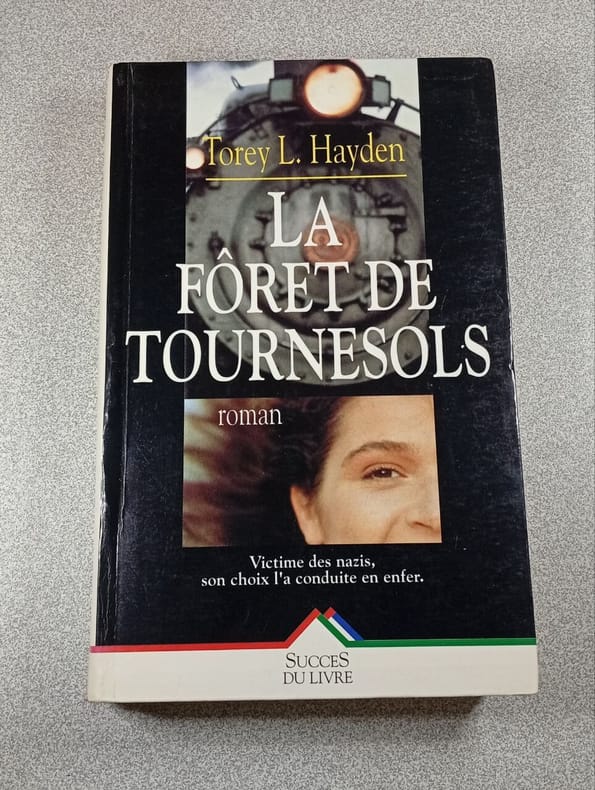 Torey L. Hayden
LA
FÔRET DE
TOURNESOLS
roman
Victime des nazis,
son choix l'a conduite en enfer.
SUCCES
DU LIVRE